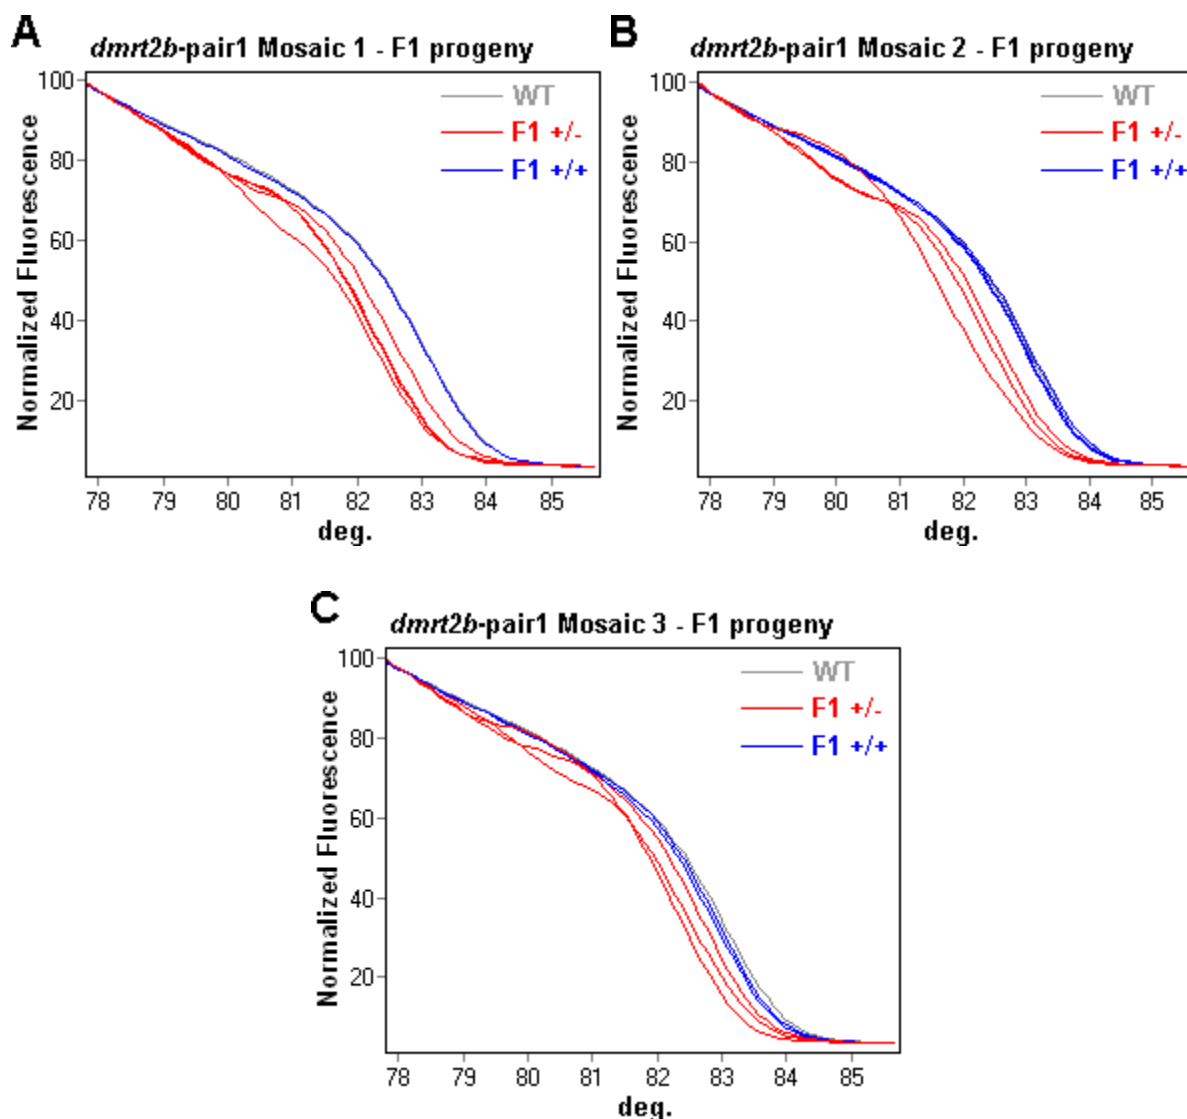 A
dmrt2b-pair1 Mosaic 1 - F1 progeny
Normalized Fluorescence
100
80
60
40
20
WT
F1 +/-
F1 +/+
78 79 80 81 82 83 84 85
deg.
B
dmrt2b-pair1 Mosaic 2 - F1 progeny
Normalized Fluorescence
100
80
60
40
20
WT
F1 +/-
F1 +/+
78 79 80 81 82 83 84 85
deg.
C
dmrt2b-pair1 Mosaic 3 - F1 progeny
Normalized Fluorescence
100
80
60
40
20
WT
F1 +/-
F1 +/+
78 79 80 81 82 83 84 85
deg.